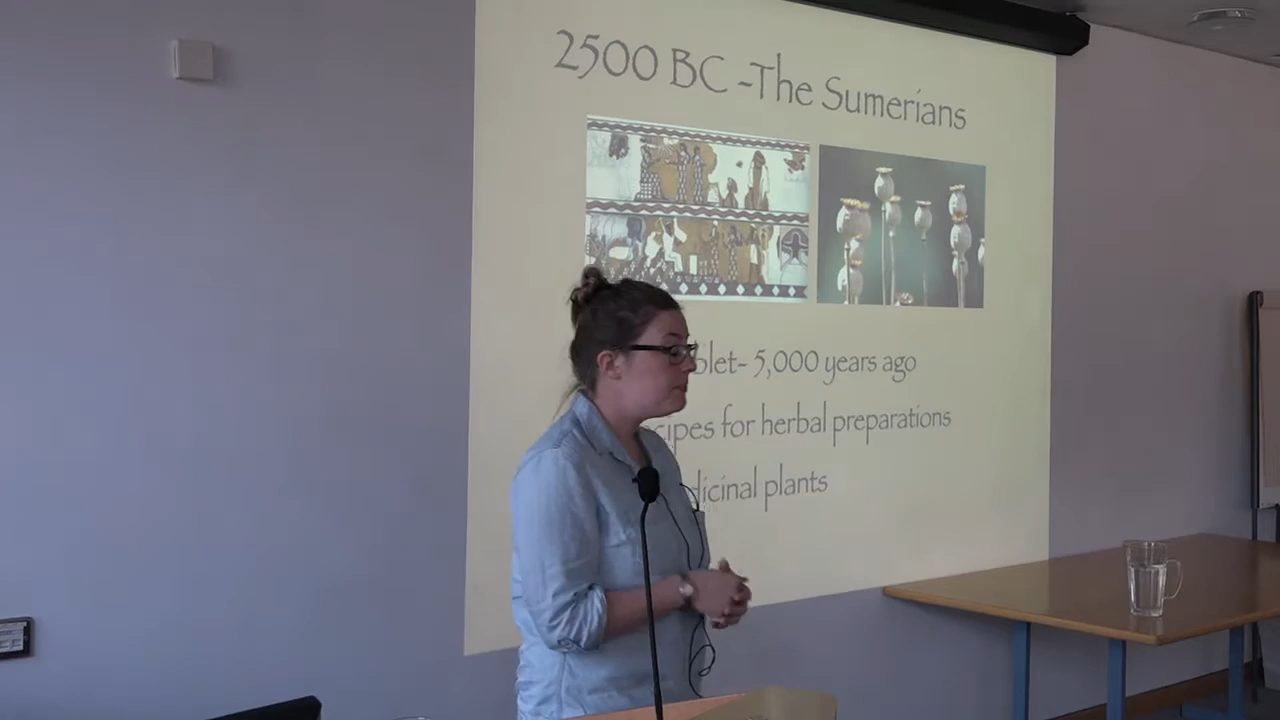 2500 BC -The Sumerians
blet- 5,000 years ago
cipes for herbal preparations
dicinal plants